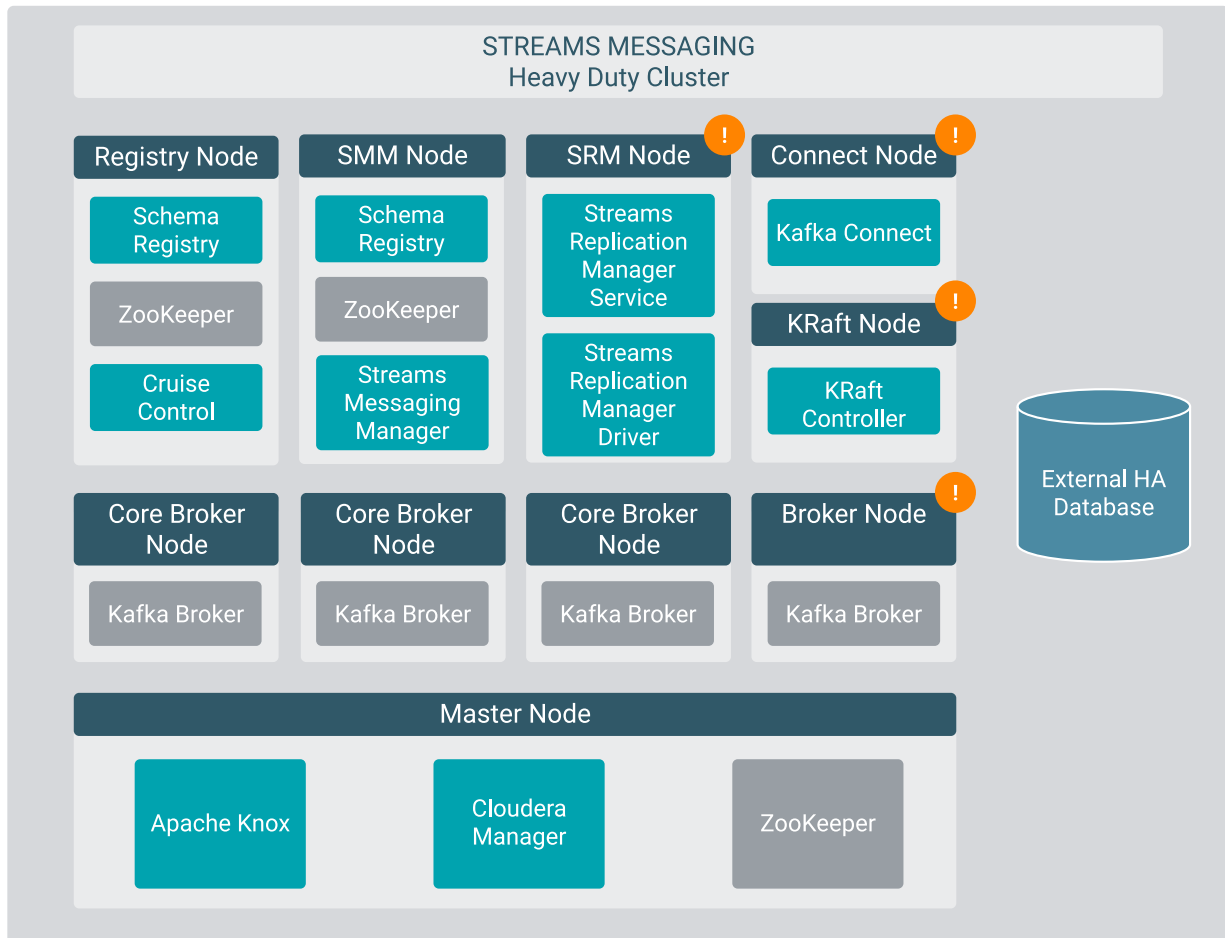 STREAMS MESSAGING
Heavy Duty Cluster
Registry Node
Schema
Registry
ZooKeeper
Cruise
Control
SMM Node
Schema
Registry
ZooKeeper
Streams
Messaging
Manager
SRM Node
!
Streams
Replication
Manager
Service
Streams
Replication
Manager
Driver
Connect Node
!
Kafka Connect
KRaft Node
!
KRaft
Controller
Core Broker
Node
Kafka Broker
Core Broker
Node
Kafka Broker
Core Broker
Node
Kafka Broker
Broker Node
!
Kafka Broker
External HA
Database
Master Node
Apache Knox
Cloudera
Manager
ZooKeeper